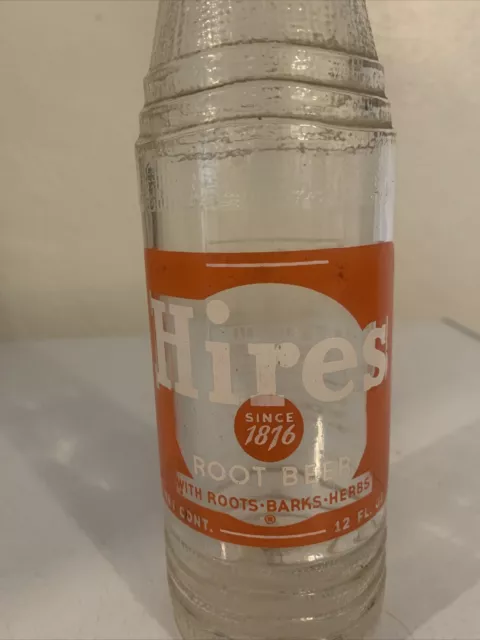 Hires
SINCE
1876
ROOT BEER
WITH ROOTS·BARKS·HERBS
®
CONT. 12 FL.